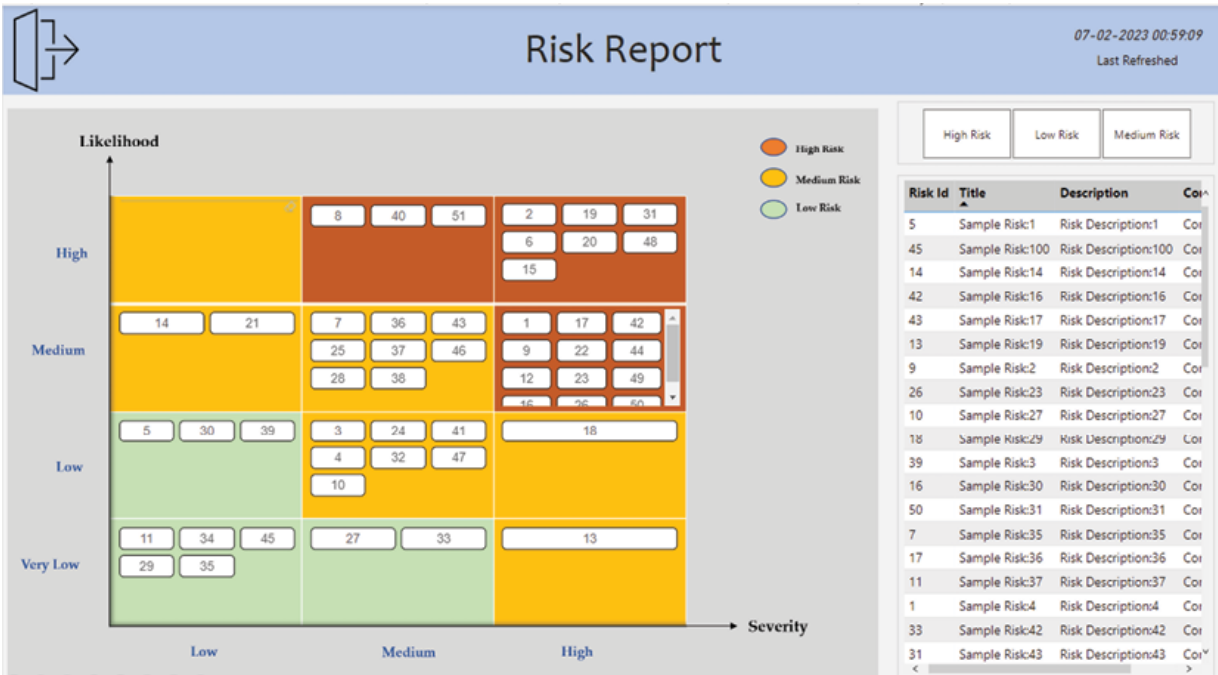 Risk Report
07-02-2023 00:59:09
Last Refreshed
Likelihood
High Risk
Medium Risk
Low Risk
High
8 40 51 2 19 31
6 20 48
15
Medium
14 21 7 36 43 1 17 42
25 37 46 9 22 44
28 38 12 23 49
16 26 50
Low
5 30 39 3 24 41 18
4 32 47
10
Very Low
11 34 45 27 33 13
29 35
Severity
Low Medium High
High Risk Low Risk Medium Risk
Risk Id Title Description
5 Sample Risk:1 Risk Description:1
45 Sample Risk:100 Risk Description:100
14 Sample Risk:14 Risk Description:14
42 Sample Risk:16 Risk Description:16
43 Sample Risk:17 Risk Description:17
13 Sample Risk:19 Risk Description:19
9 Sample Risk:2 Risk Description:2
26 Sample Risk:23 Risk Description:23
10 Sample Risk:27 Risk Description:27
18 Sample Risk:29 Risk Description:29
39 Sample Risk:3 Risk Description:3
16 Sample Risk:30 Risk Description:30
50 Sample Risk:31 Risk Description:31
7 Sample Risk:35 Risk Description:35
17 Sample Risk:36 Risk Description:36
11 Sample Risk:37 Risk Description:37
1 Sample Risk:4 Risk Description:4
33 Sample Risk:42 Risk Description:42
31 Sample Risk:43 Risk Description:43